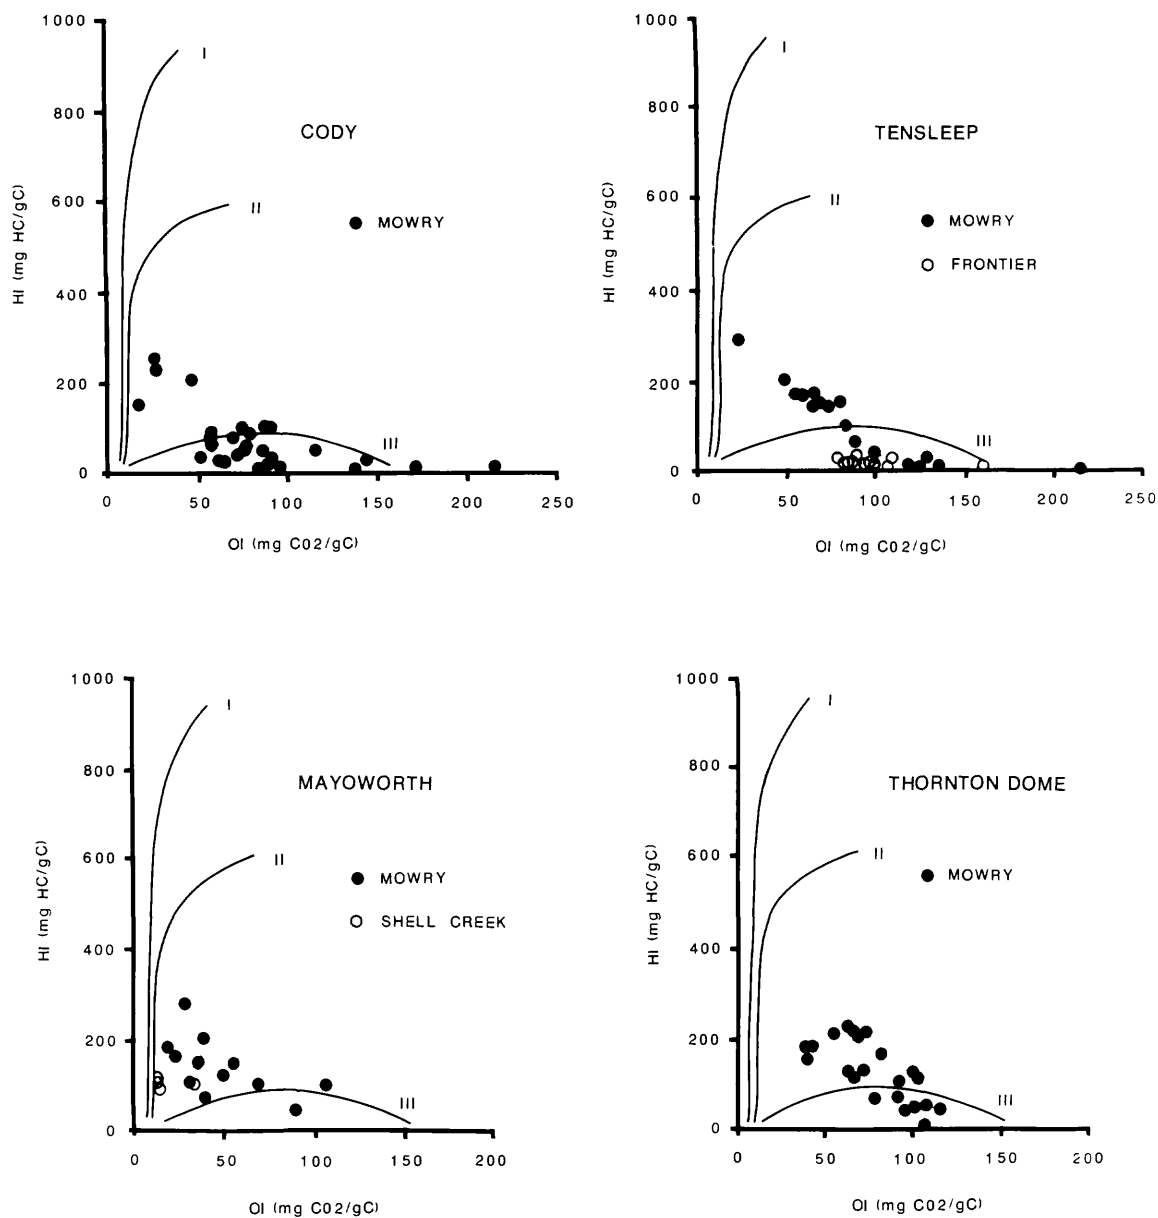 1000
800
600
400
200
0
HI (mg HC/gC)
I
CODY
II
MOWRY
III
0 50 100 150 200 250
OI (mg C02/gC)
1000
800
600
400
200
0
HI (mg HC/gC)
I
TENSLEEP
II
MOWRY
FRONTIER
III
0 50 100 150 200 250
OI (mg C02/gC)
1000
800
600
400
200
0
HI (mg HC/gC)
I
MAYOWORTH
II
MOWRY
SHELL CREEK
III
0 50 100 150 200
OI (mg C02/gC)
1000
800
600
400
200
0
HI (mg HC/gC)
I
THORNTON DOME
II
MOWRY
III
0 50 100 150 200
OI (mg C02/gC)